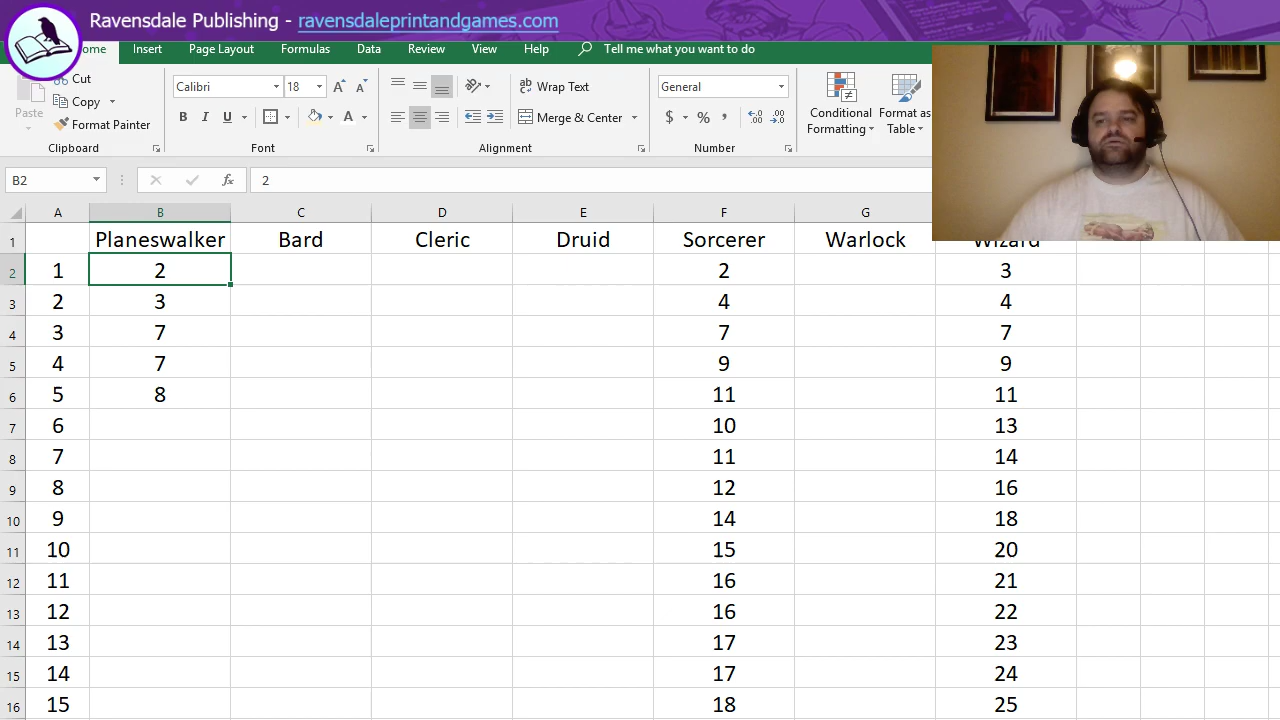 Ravensdale Publishing - ravensdaleprintandgames.com
ome Insert Page Layout Formulas Data Review View Help Tell me what you want to do
Cut
Copy
Format Painter
Paste
Clipboard
Calibri 18
B I U A
Font
Wrap Text
Merge & Center
Alignment
General
$ % ,
Number
Conditional Formatting
Format as Table
B2 fx 2
A B C D E F G
1 Planeswalker Bard Cleric Druid Sorcerer Warlock Wizard
2 1 2 2 3
3 2 3 4 4
4 3 7 7 7
5 4 7 9 9
6 5 8 11 11
7 6 10 13
8 7 11 14
9 8 12 16
10 9 14 18
11 10 15 20
12 11 16 21
13 12 16 22
14 13 17 23
15 14 17 24
16 15 18 25